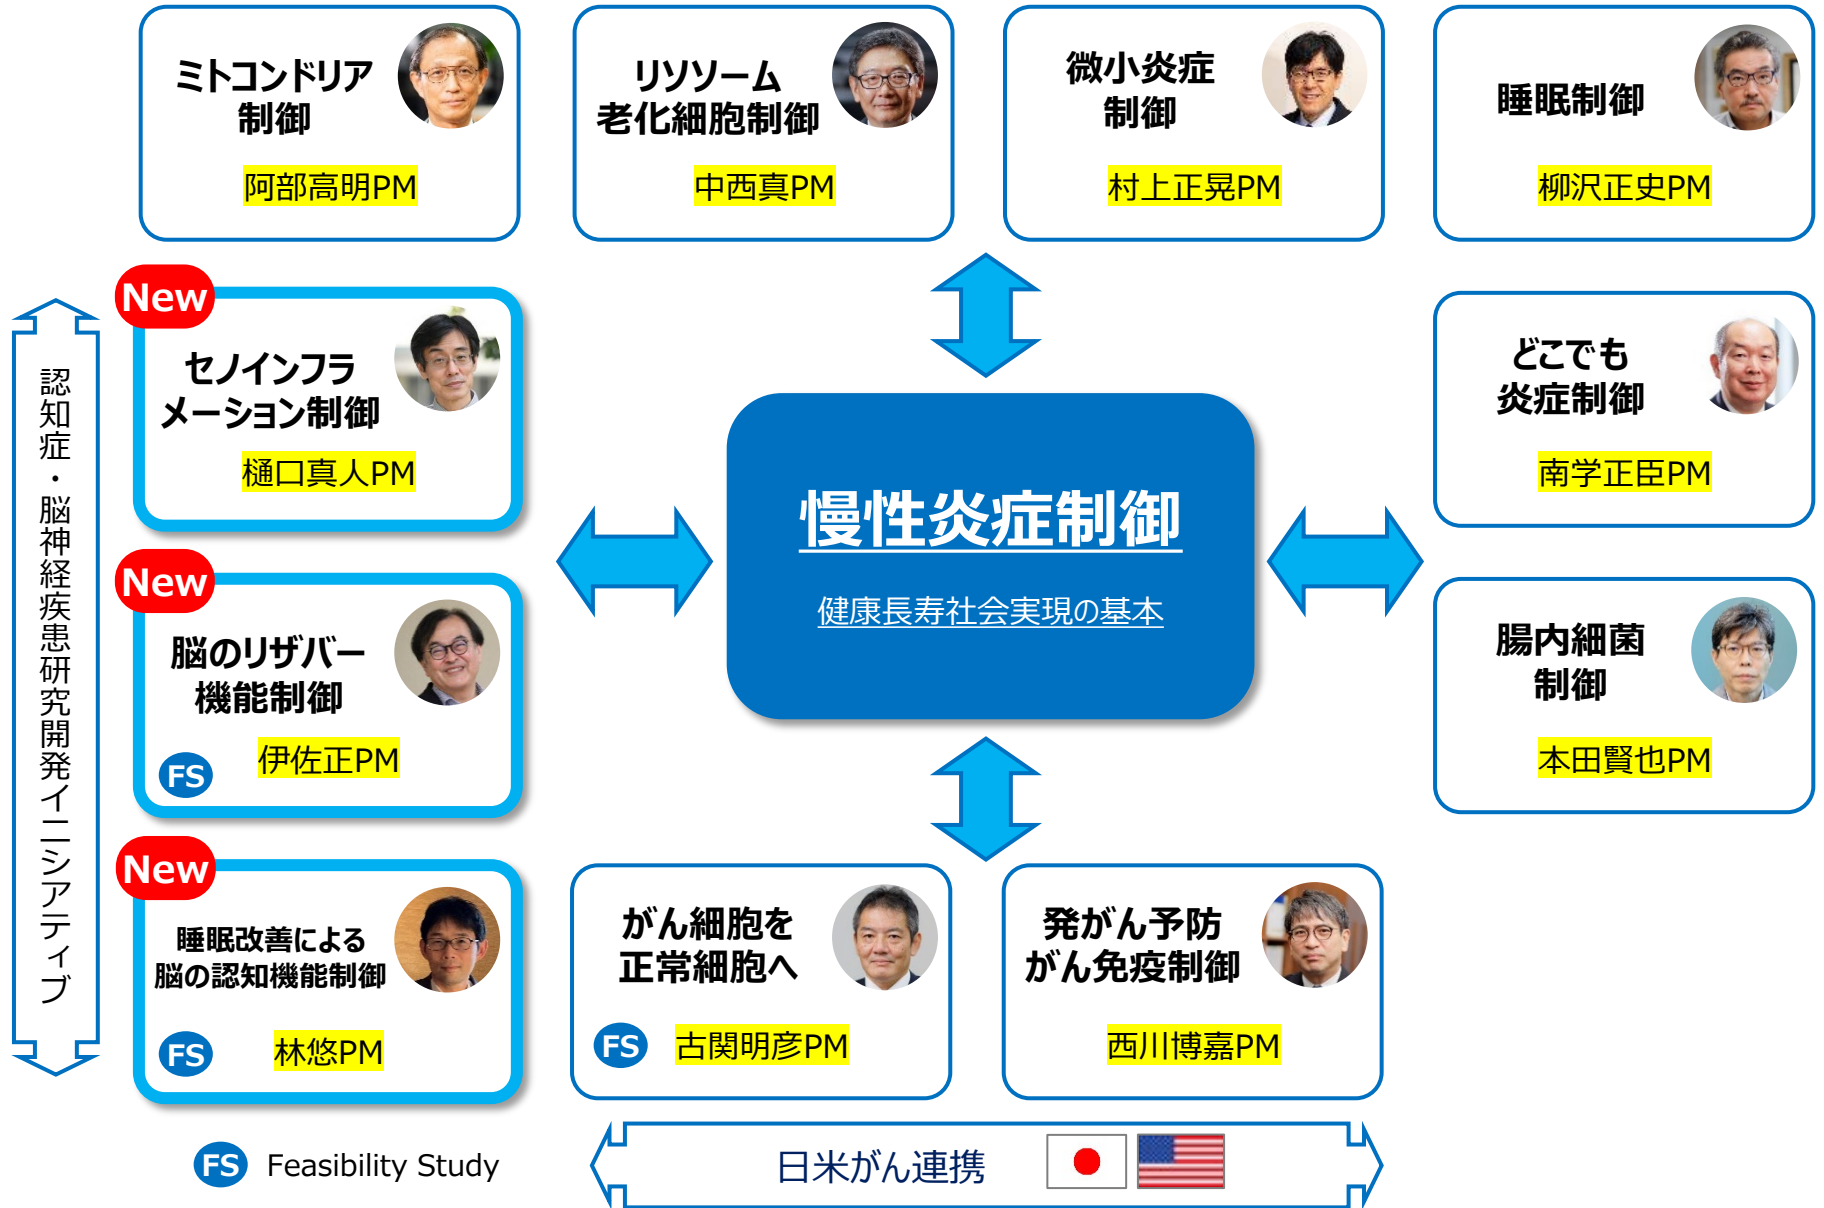 ミトコンドリア
制御
阿部高明PM
リソソーム
老化細胞制御
中西真PM
微小炎症
制御
村上正晃PM
睡眠制御
柳沢正史PM
認知症・脳神経疾患研究開発イニシアティブ
New
セノインフラ
メーション制御
樋口真人PM
どこでも
炎症制御
南学正臣PM
慢性炎症制御
健康長寿社会実現の基本
New
脳のリザバー
機能制御
FS
伊佐正PM
腸内細菌
制御
本田賢也PM
New
睡眠改善による
脳の認知機能制御
FS
林悠PM
がん細胞を
正常細胞へ
FS
古関明彦PM
発がん予防
がん免疫制御
西川博嘉PM
FS Feasibility Study
日米がん連携